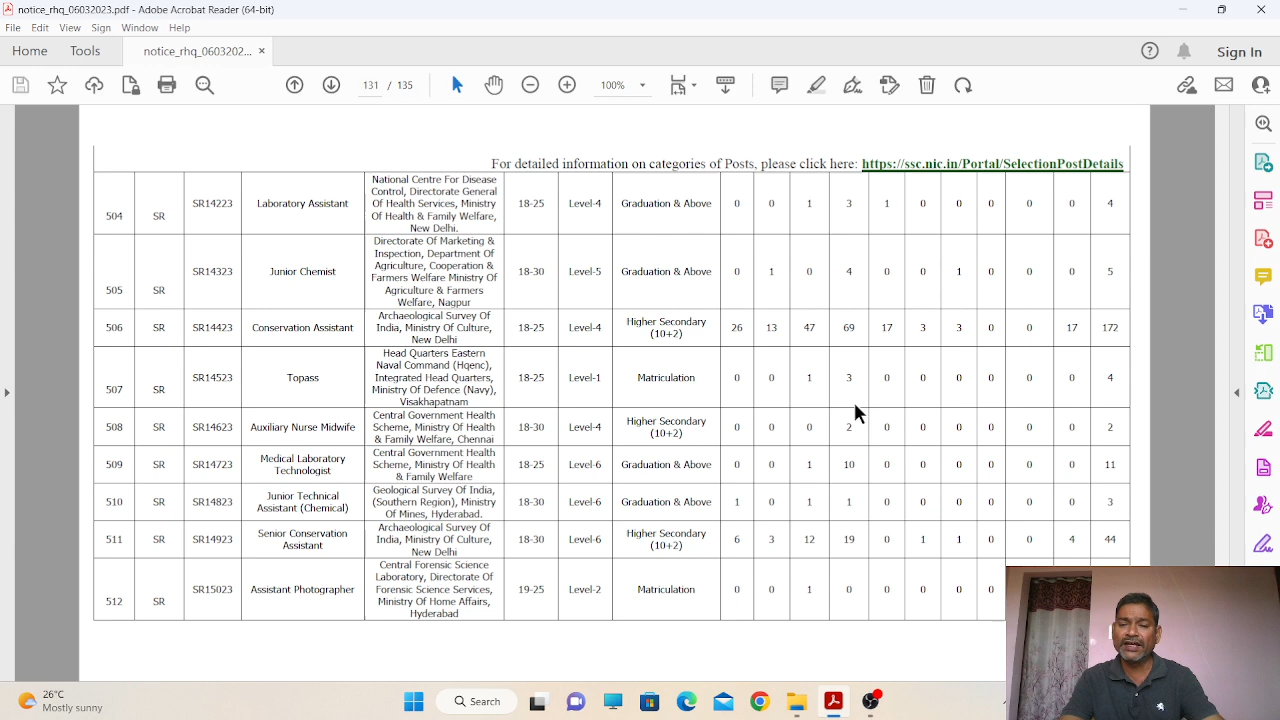 notice_rhq_06032023.pdf - Adobe Acrobat Reader (64-bit)
File Edit View Sign Window Help
Home Tools notice_rhq_0603202... × Sign In
131 / 135 100%
For detailed information on categories of Posts, please click here: https://ssc.nic.in/Portal/SelectionPostDetails
504 SR SR14223 Laboratory Assistant National Centre For Disease Control, Directorate General Of Health Services, Ministry Of Health & Family Welfare, New Delhi. 18-25 Level-4 Graduation & Above 0 0 1 3 1 0 0 0 0 0 4
505 SR SR14323 Junior Chemist Directorate Of Marketing & Inspection, Department Of Agriculture, Cooperation & Farmers Welfare Ministry Of Agriculture & Farmers Welfare, Nagpur 18-30 Level-5 Graduation & Above 0 1 0 4 0 0 1 0 0 0 5
506 SR SR14423 Conservation Assistant Archaeological Survey Of India, Ministry Of Culture, New Delhi 18-25 Level-4 Higher Secondary (10+2) 26 13 47 69 17 3 3 0 0 17 172
507 SR SR14523 Topass Head Quarters Eastern Naval Command (Hqenc), Integrated Head Quarters, Ministry Of Defence (Navy), Visakhapatnam 18-25 Level-1 Matriculation 0 0 1 3 0 0 0 0 0 0 4
508 SR SR14623 Auxiliary Nurse Midwife Central Government Health Scheme, Ministry Of Health & Family Welfare, Chennai 18-30 Level-4 Higher Secondary (10+2) 0 0 0 2 0 0 0 0 0 0 2
509 SR SR14723 Medical Laboratory Technologist Central Government Health Scheme, Ministry Of Health & Family Welfare 18-25 Level-6 Graduation & Above 0 0 1 10 0 0 0 0 0 0 11
510 SR SR14823 Junior Technical Assistant (Chemical) Geological Survey Of India, (Southern Region), Ministry Of Mines, Hyderabad. 18-30 Level-6 Graduation & Above 1 0 1 1 0 0 0 0 0 0 3
511 SR SR14923 Senior Conservation Assistant Archaeological Survey Of India, Ministry Of Culture, New Delhi 18-30 Level-6 Higher Secondary (10+2) 6 3 12 19 0 1 1 0 0 4 44
512 SR SR15023 Assistant Photographer Central Forensic Science Laboratory, Directorate Of Forensic Science Services, Ministry Of Home Affairs, Hyderabad 19-25 Level-2 Matriculation 0 0 1 0 0 0 0 0
26°C
Mostly sunny
Search